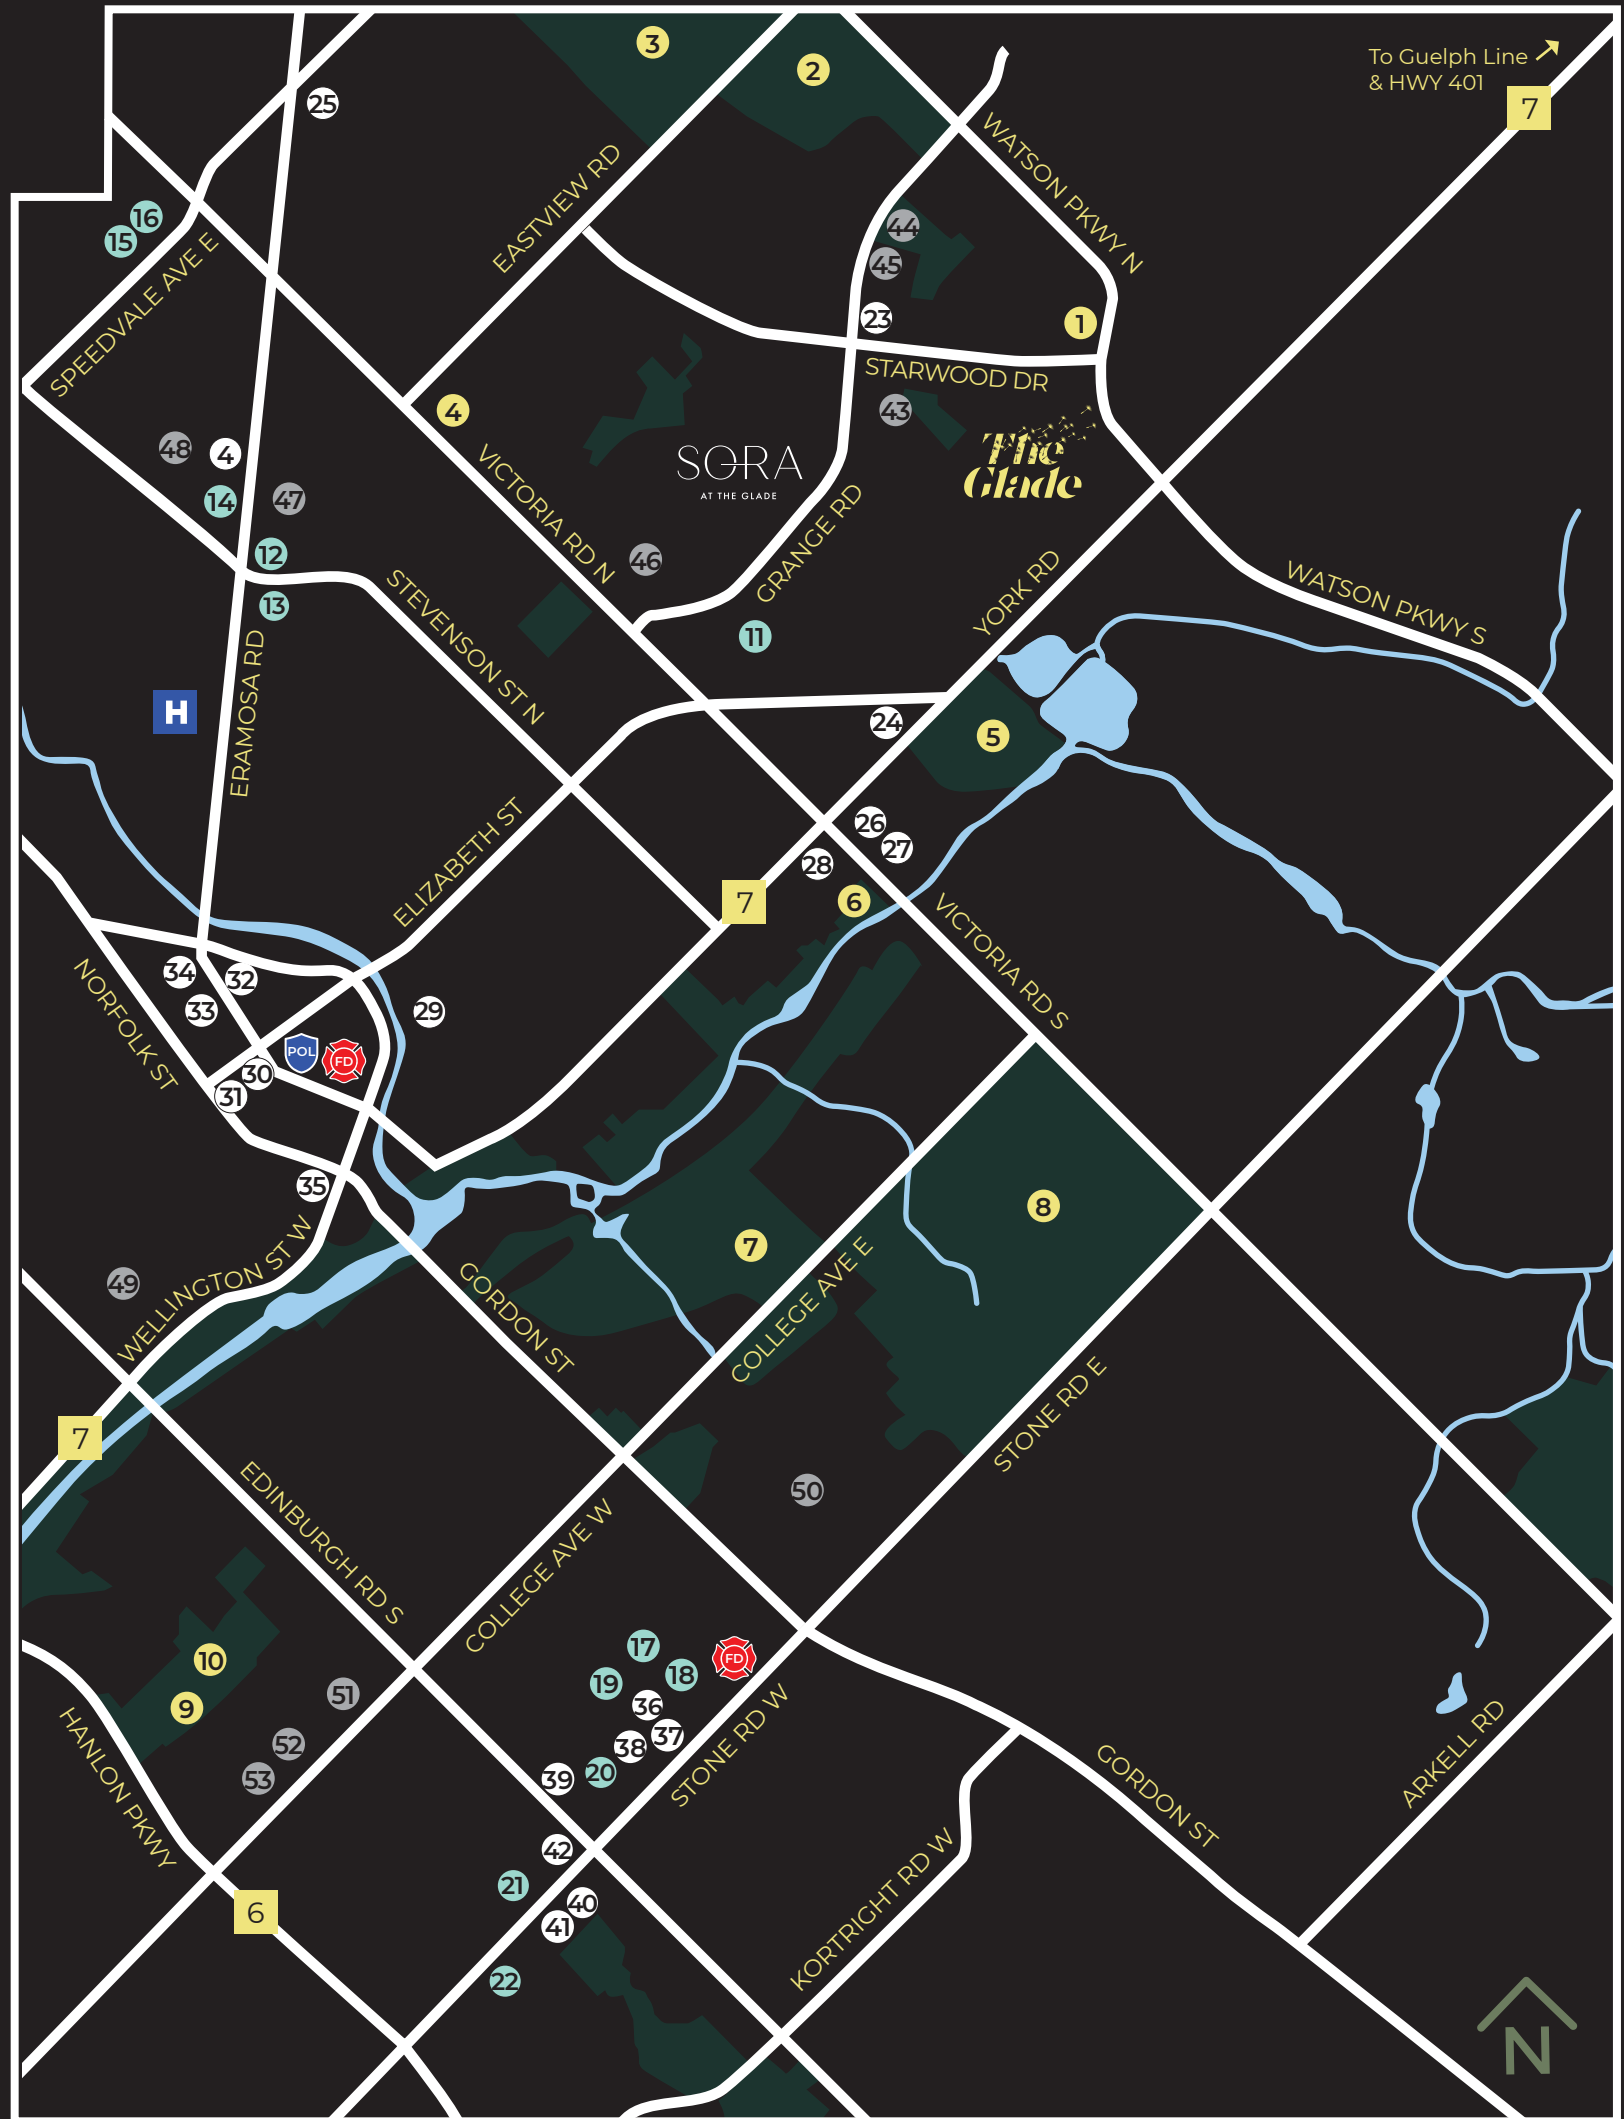 3
2
To Guelph Line
& HWY 401
7
25
WATSON PKWY N
EASTVIEW RD
16
15
44
45
SPEEDVALE AVE E
23
1
STARWOOD DR
4
43
The
Glade
SORA
AT THE GLADE
48
4
14
47
VICTORIA RD N
GRANGE RD
12
46
YORK RD
WATSON PKWY S
13
STEVENSON ST N
11
H
ERAMOSA RD
24
5
26
27
28
ELIZABETH ST
7
6
VICTORIA RD S
34
32
33
29
NORFOLK ST
POL
FD
30
31
35
8
7
WELLINGTON ST W
49
GORDON ST
COLLEGE AVE E
STONE RD E
7
EDINBURGH RD S
50
COLLEGE AVE W
10
9
51
52
53
17
18
19
FD
36
37
38
39
20
STONE RD W
HANLON PKWY
ARKELL RD
GORDON ST
42
21
40
41
6
KORTRIGHT RD W
22
N